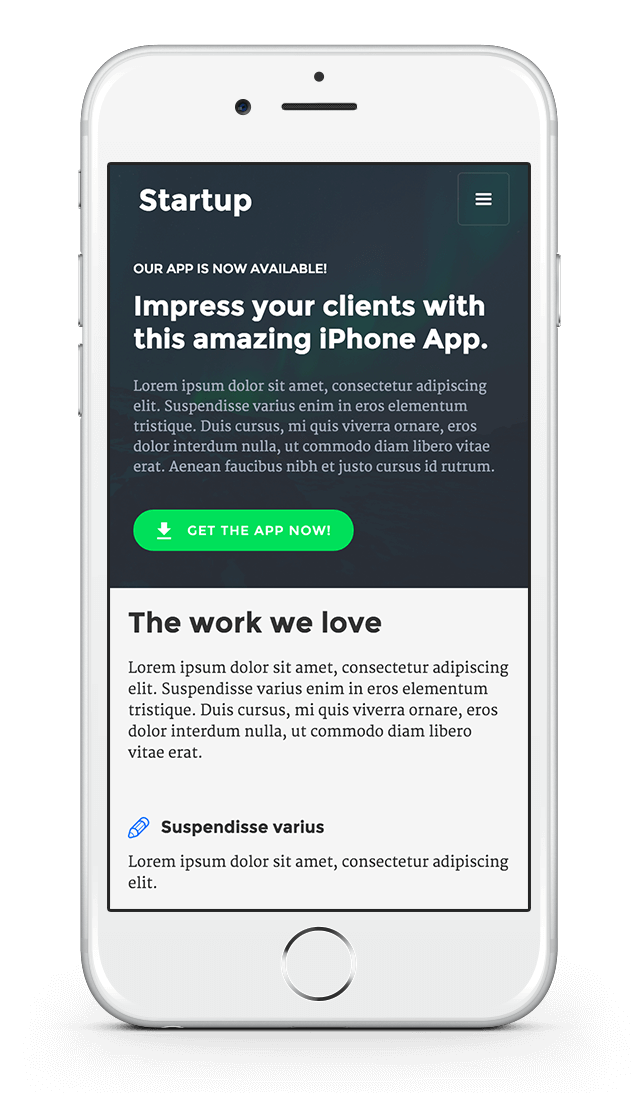 Startup
OUR APP IS NOW AVAILABLE!
Impress your clients with
this amazing iPhone App.
Lorem ipsum dolor sit amet, consectetur adipiscing
elit. Suspendisse varius enim in eros elementum
tristique. Duis cursus, mi quis viverra ornare, eros
dolor interdum nulla, ut commodo diam libero vitae
erat. Aenean faucibus nibh et justo cursus id rutrum.
GET THE APP NOW!
The work we love
Lorem ipsum dolor sit amet, consectetur adipiscing
elit. Suspendisse varius enim in eros elementum
tristique. Duis cursus, mi quis viverra ornare, eros
dolor interdum nulla, ut commodo diam libero
vitae erat.
Suspendisse varius
Lorem ipsum dolor sit amet, consectetur adipiscing
elit.